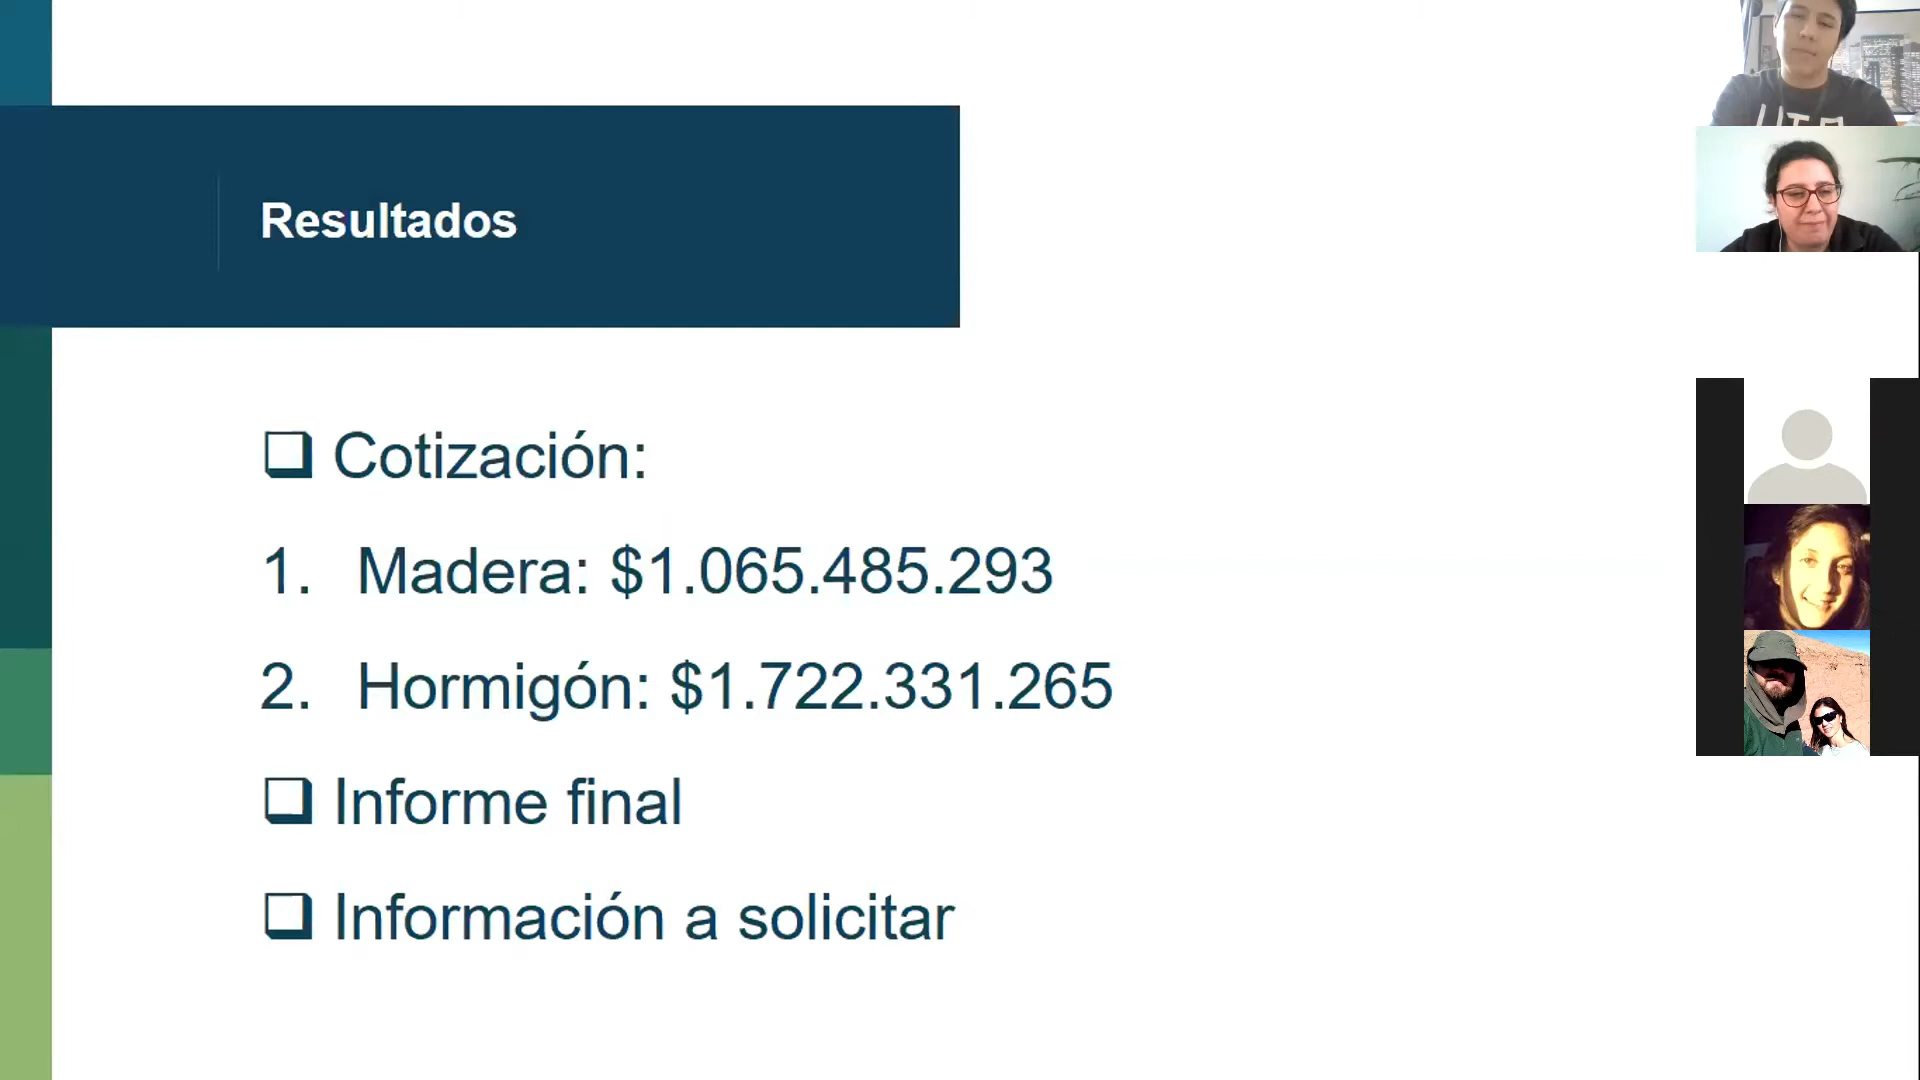 Resultados
❑ Cotización:
1. Madera: $1.065.485.293
2. Hormigón: $1.722.331.265
❑ Informe final
❑ Información a solicitar